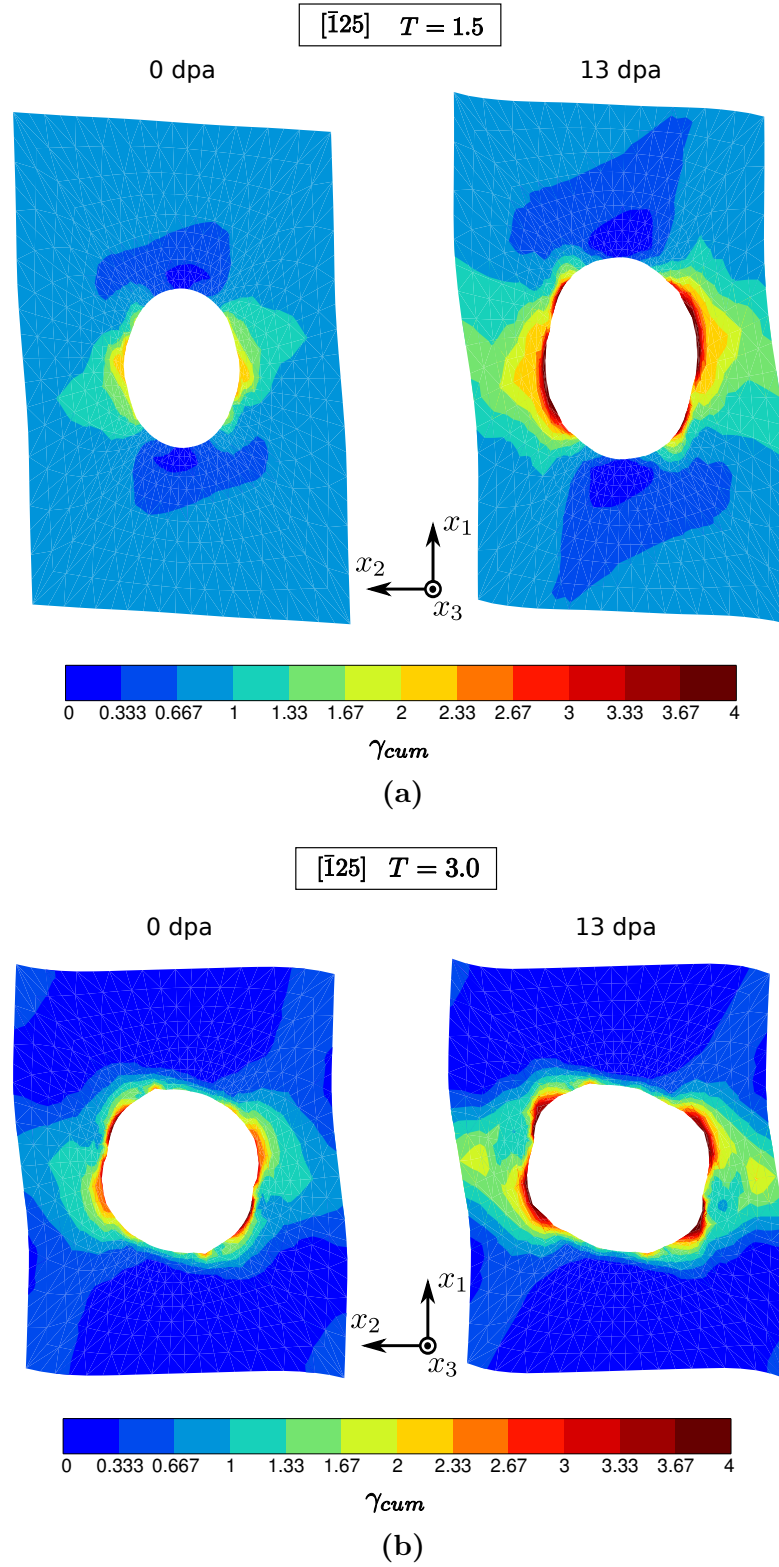 [1̄25] T = 1.5
0 dpa 13 dpa
x₁
x₂
x₃
0 0.333 0.667 1 1.33 1.67 2 2.33 2.67 3 3.33 3.67 4
γcum
(a)
[1̄25] T = 3.0
0 dpa 13 dpa
x₁
x₂
x₃
0 0.333 0.667 1 1.33 1.67 2 2.33 2.67 3 3.33 3.67 4
γcum
(b)